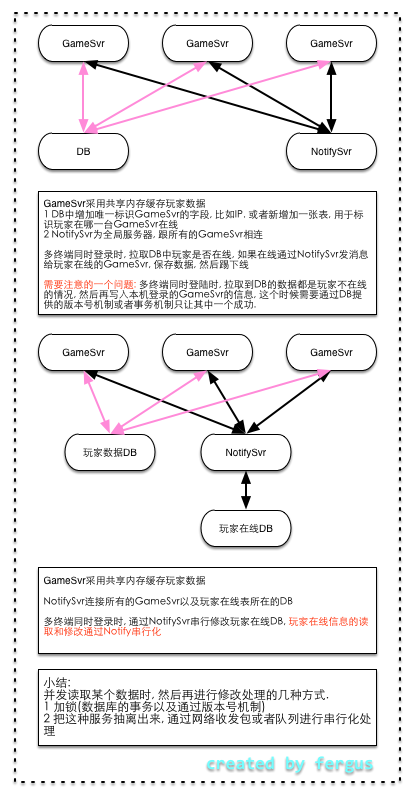 GameSvr GameSvr GameSvr
DB NotifySvr
GameSvr采用共享内存缓存玩家数据
1 DB中增加唯一标识GameSvr的字段, 比如IP, 或者新增加一张表, 用于标
识玩家在哪一台GameSvr在线
2 NotifySvr为全局服务器, 跟所有的GameSvr相连
多终端同时登录时, 拉取DB中玩家是否在线, 如果在线通过NotifySvr发消息
给玩家在线的GameSvr, 保存数据, 然后踢下线
需要注意的一个问题: 多终端同时登陆时, 拉取到DB的数据都是玩家不在线
的情况, 然后再写入本机登录的GameSvr的信息, 这个时候需要通过DB提
供的版本号机制或者事务机制只让其中一个成功.
GameSvr GameSvr GameSvr
玩家数据DB NotifySvr
玩家在线DB
GameSvr采用共享内存缓存玩家数据
NotifySvr连接所有的GameSvr以及玩家在线表所在的DB
多终端同时登录时, 通过NotifySvr串行修改玩家在线DB, 玩家在线信息的读
取和修改通过Notify串行化
小结:
并发读取某个数据时, 然后再进行修改处理的几种方式.
1 加锁(数据库的事务以及通过版本号机制)
2 把这种服务抽离出来, 通过网络收发包或者队列进行串行化处
理
created by fergus